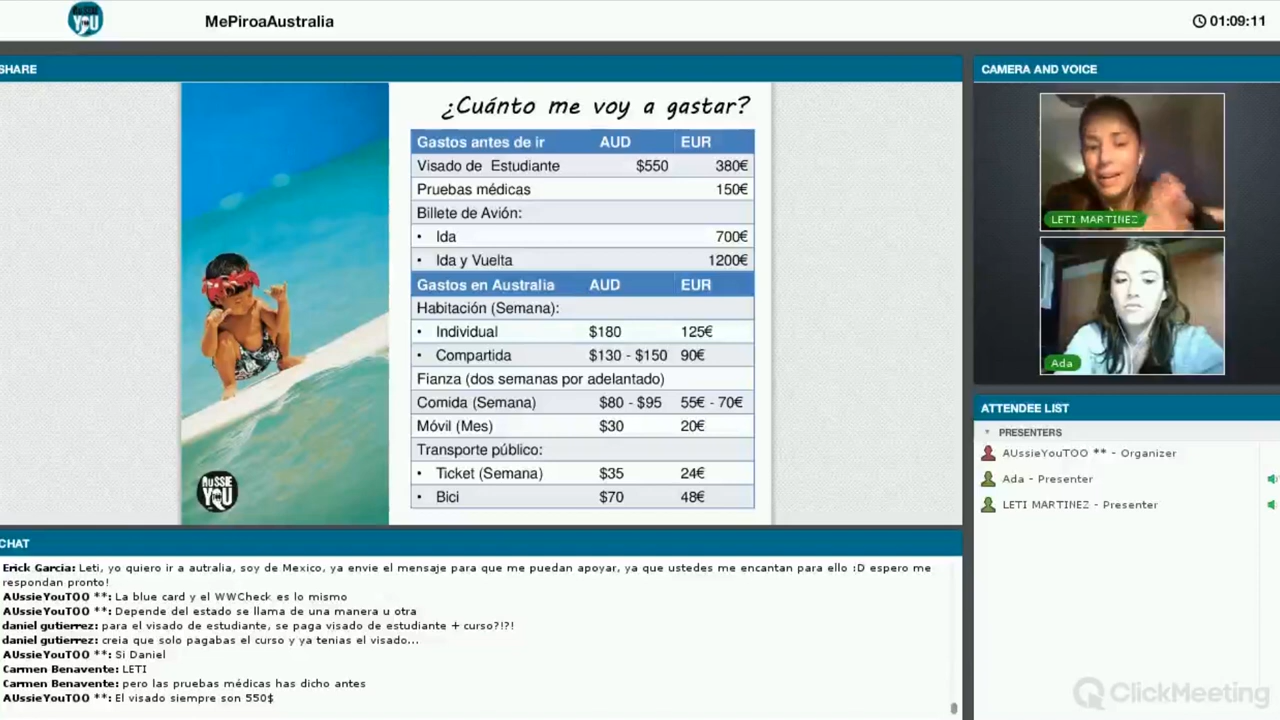 AUSSIE YOU
MePiroaAustralia
01:09:11
SHARE
¿Cuánto me voy a gastar?
Gastos antes de ir AUD EUR
Visado de Estudiante $550 380€
Pruebas médicas 150€
Billete de Avión:
• Ida 700€
• Ida y Vuelta 1200€
Gastos en Australia AUD EUR
Habitación (Semana):
• Individual $180 125€
• Compartida $130 - $150 90€
Fianza (dos semanas por adelantado)
Comida (Semana) $80 - $95 55€ - 70€
Móvil (Mes) $30 20€
Transporte público:
• Ticket (Semana) $35 24€
• Bici $70 48€
AUSSIE YOU
CAMERA AND VOICE
LETI MARTINEZ
Ada
ATTENDEE LIST
PRESENTERS
AUssieYouTOO ** - Organizer
Ada - Presenter
LETI MARTINEZ - Presenter
CHAT
Erick Garcia: Leti, yo quiero ir a autralia, soy de Mexico, ya envie el mensaje para que me puedan apoyar, ya que ustedes me encantan para ello :D espero me
respondan pronto!
AUssieYouTOO **: La blue card y el WWCheck es lo mismo
AUssieYouTOO **: Depende del estado se llama de una manera u otra
daniel gutierrez: para el visado de estudiante, se paga visado de estudiante + curso?!?!
daniel gutierrez: creia que solo pagabas el curso y ya tenias el visado...
AUssieYouTOO **: Si Daniel
Carmen Benavente: LETI
Carmen Benavente: pero las pruebas médicas has dicho antes
AUssieYouTOO **: El visado siempre son 550$
ClickMeeting